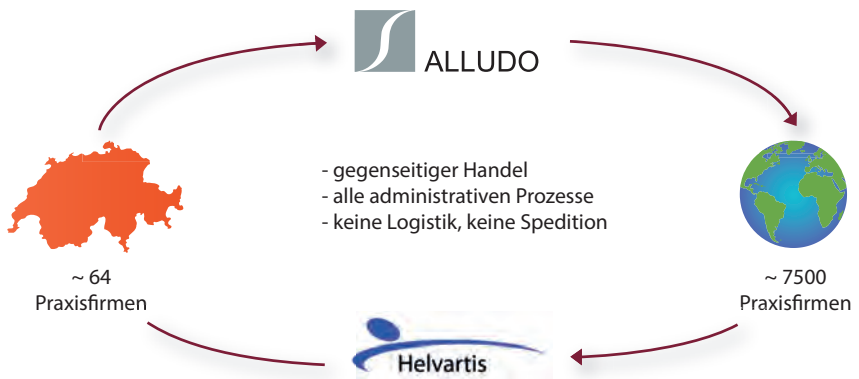 ALLUDO
- gegenseitiger Handel
- alle administrativen Prozesse
- keine Logistik, keine Spedition
~ 64
Praxisfirmen
~ 7500
Praxisfirmen
Helvartis